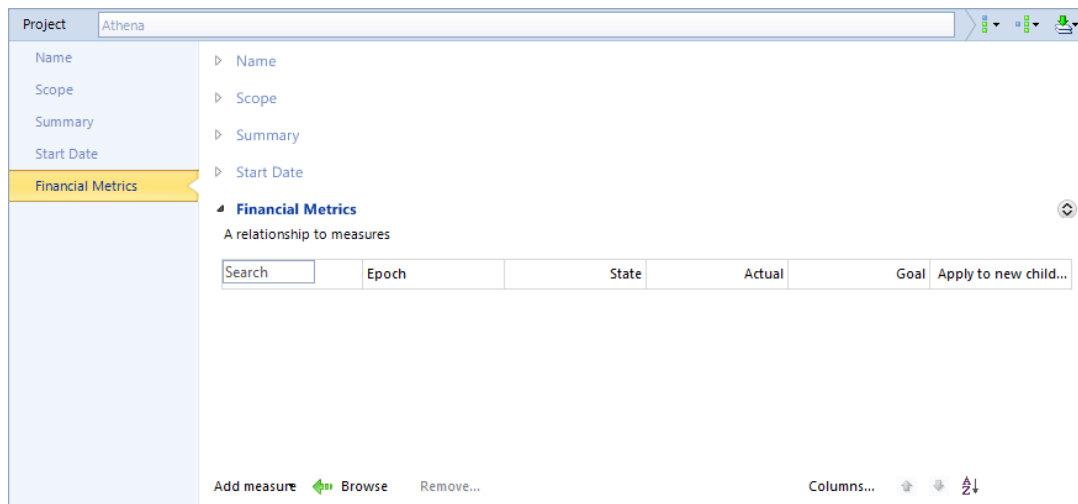 Project Athena
Name
Scope
Summary
Start Date
Financial Metrics
Name
Scope
Summary
Start Date
Financial Metrics
A relationship to measures
Search Epoch State Actual Goal Apply to new child...
Add measure Browse Remove... Columns... A Z